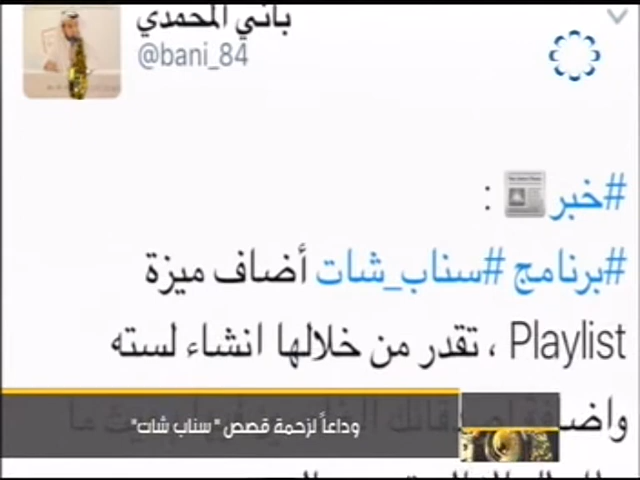 باني المحمدي
@bani_84
#خبر :
#برنامج #سناب_شات أضاف ميزة
Playlist ، تقدر من خلالها انشاء لسته
وداعاً لزحمة قصص "سناب شات"